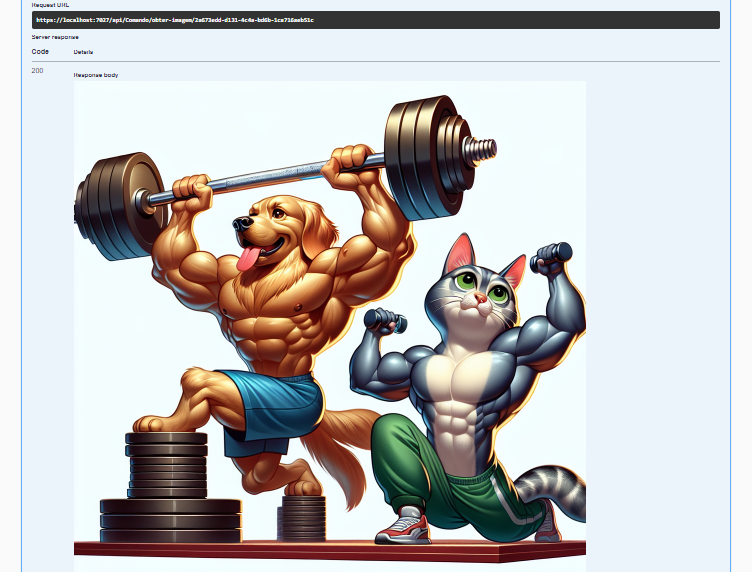 Request URL
https://localhost:7027/api/Comando/obter-imagem/2a673edd-d131-4c4a-bd6b-1ca716aeb51c
Server response
Code Details
200
Response body